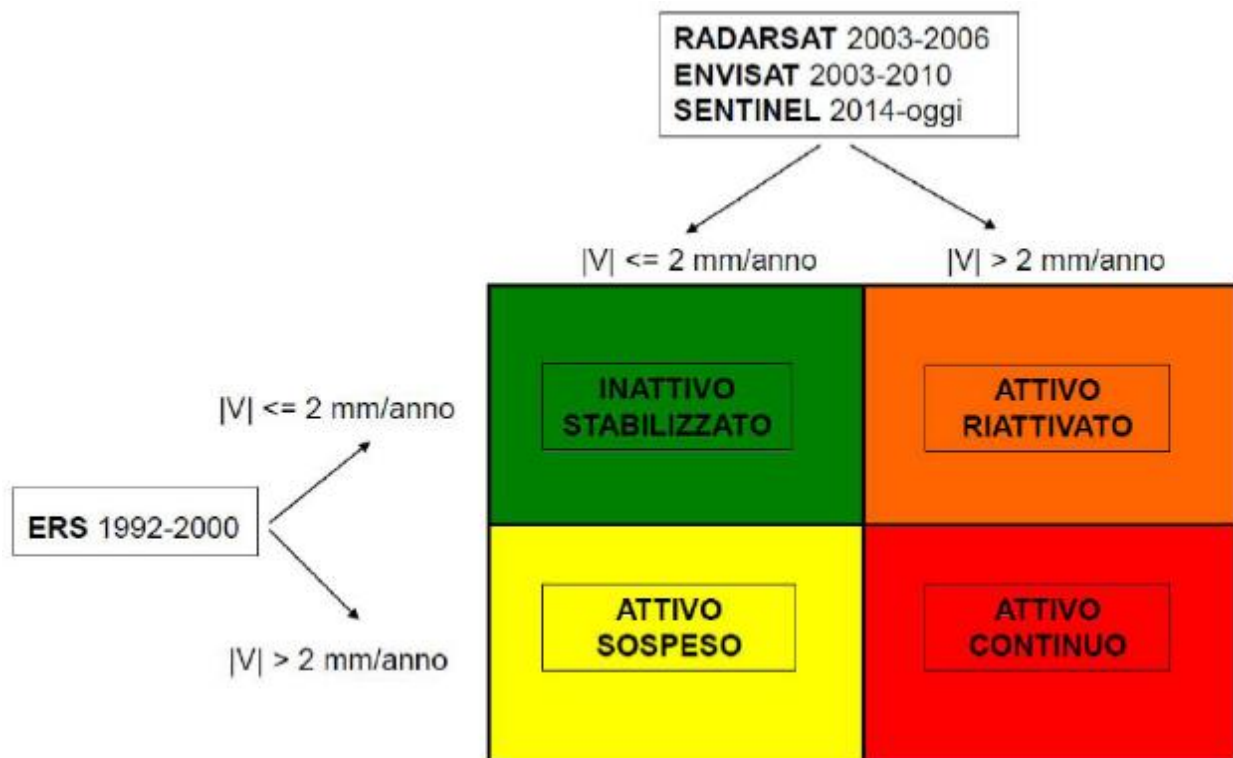 RADARSAT 2003-2006
ENVISAT 2003-2010
SENTINEL 2014-oggi
|V| <= 2 mm/anno
|V| > 2 mm/anno
INATTIVO
STABILIZZATO
ATTIVO
RIATTIVATO
|V| <= 2 mm/anno
ERS 1992-2000
|V| > 2 mm/anno
ATTIVO
SOSPESO
ATTIVO
CONTINUO